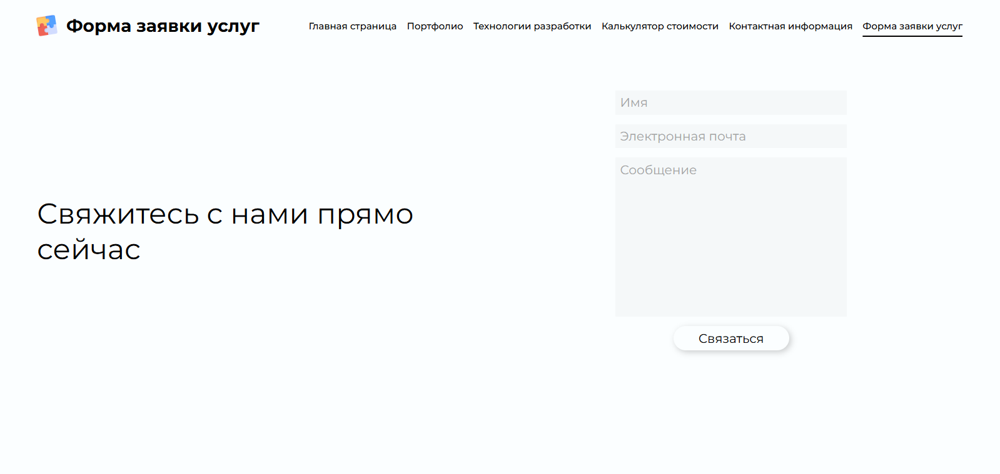 Форма заявки услуг
Главная страница Портфолио Технологии разработки Калькулятор стоимости Контактная информация Форма заявки услуг
Свяжитесь с нами прямо
сейчас
Имя
Электронная почта
Сообщение
Связаться